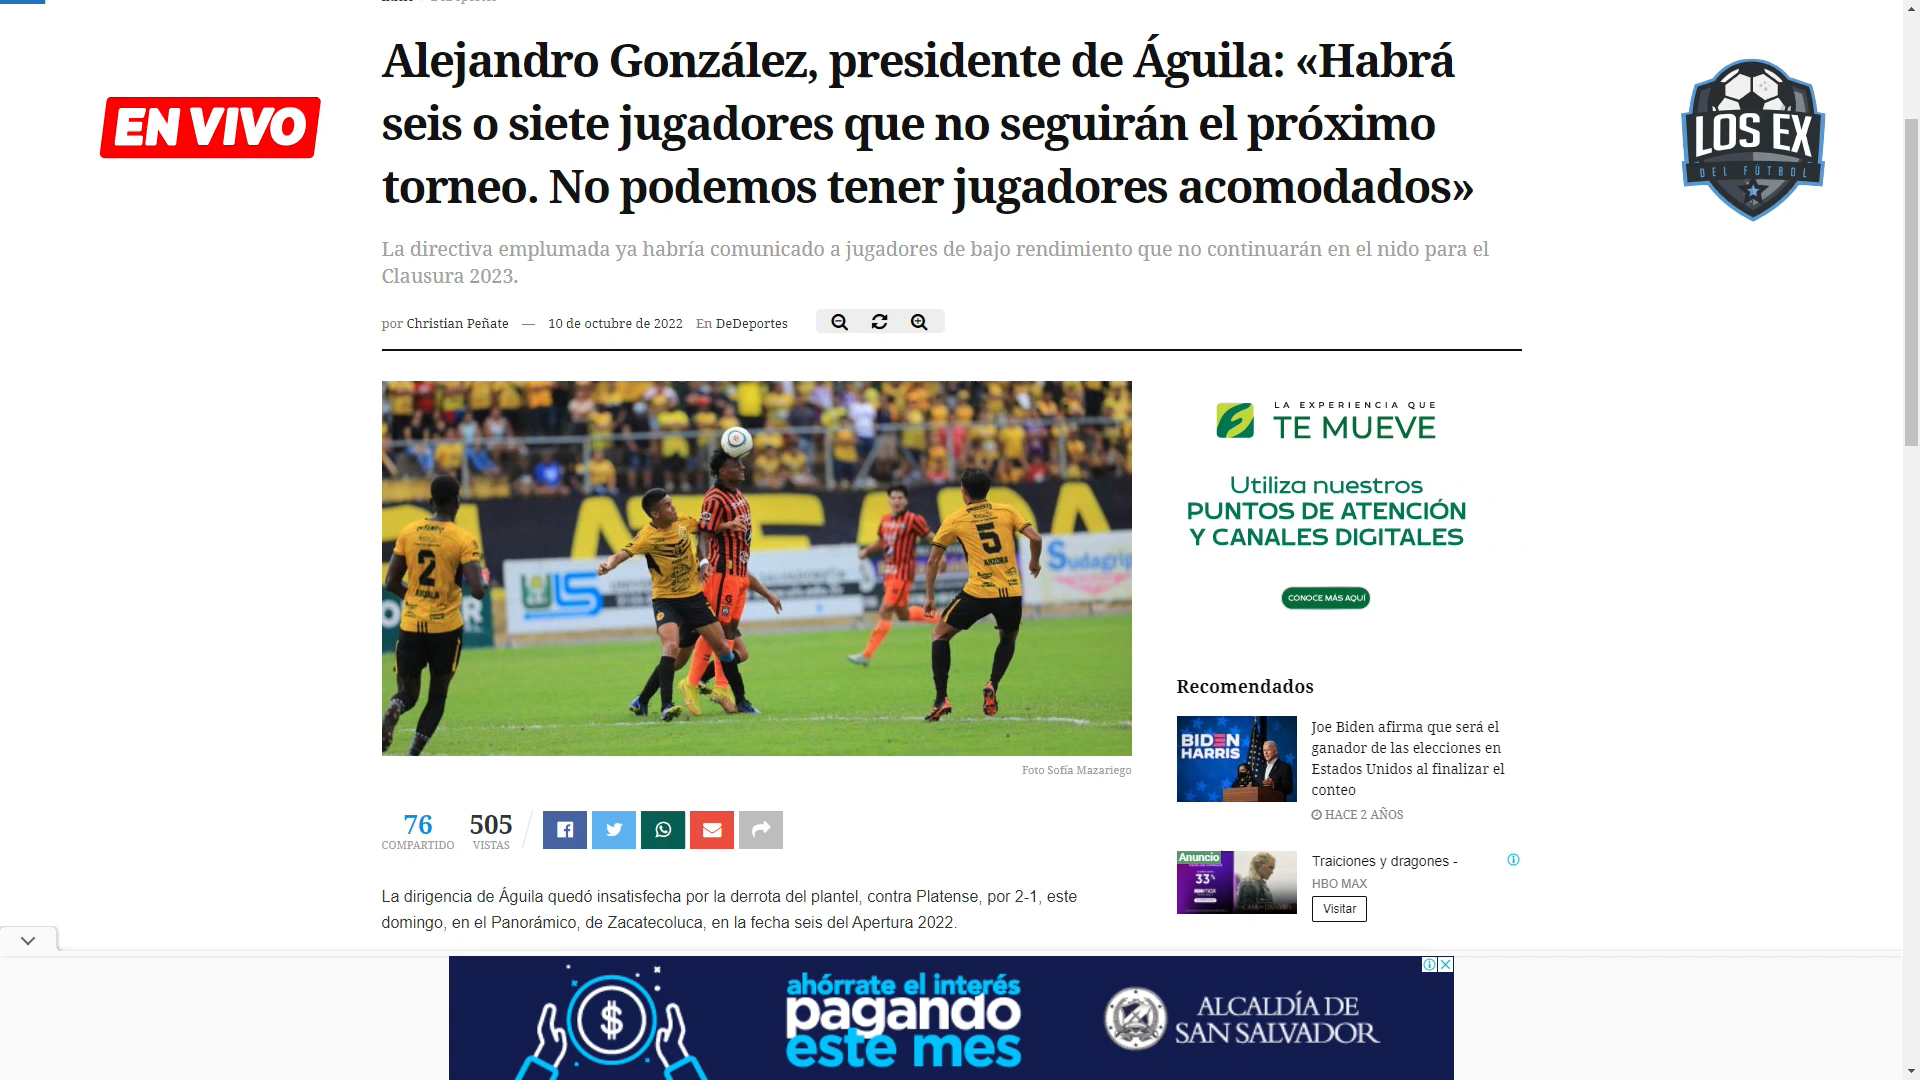 Alejandro González, presidente de Águila: «Habrá
seis o siete jugadores que no seguirán el próximo
torneo. No podemos tener jugadores acomodados»
EN VIVO
LOS EX
DEL FÚTBOL
La directiva emplumada ya habría comunicado a jugadores de bajo rendimiento que no continuarán en el nido para el
Clausura 2023.
por Christian Peñate — 10 de octubre de 2022 En DeDeportes
2
5
ULS
Sudagrip
Foto Sofía Mazariego
76
COMPARTIDO
505
VISTAS
La dirigencia de Águila quedó insatisfecha por la derrota del plantel, contra Platense, por 2-1, este
domingo, en el Panorámico, de Zacatecoluca, en la fecha seis del Apertura 2022.
LA EXPERIENCIA QUE
TE MUEVE
Utiliza nuestros
PUNTOS DE ATENCIÓN
Y CANALES DIGITALES
CONOCE MÁS AQUÍ
Recomendados
BIDEN
HARRIS
Joe Biden afirma que será el
ganador de las elecciones en
Estados Unidos al finalizar el
conteo
HACE 2 AÑOS
Anuncio
33%
Traiciones y dragones -
HBO MAX
Visitar
ahórrate el interés
pagando
este mes
ALCALDÍA DE
SAN SALVADOR